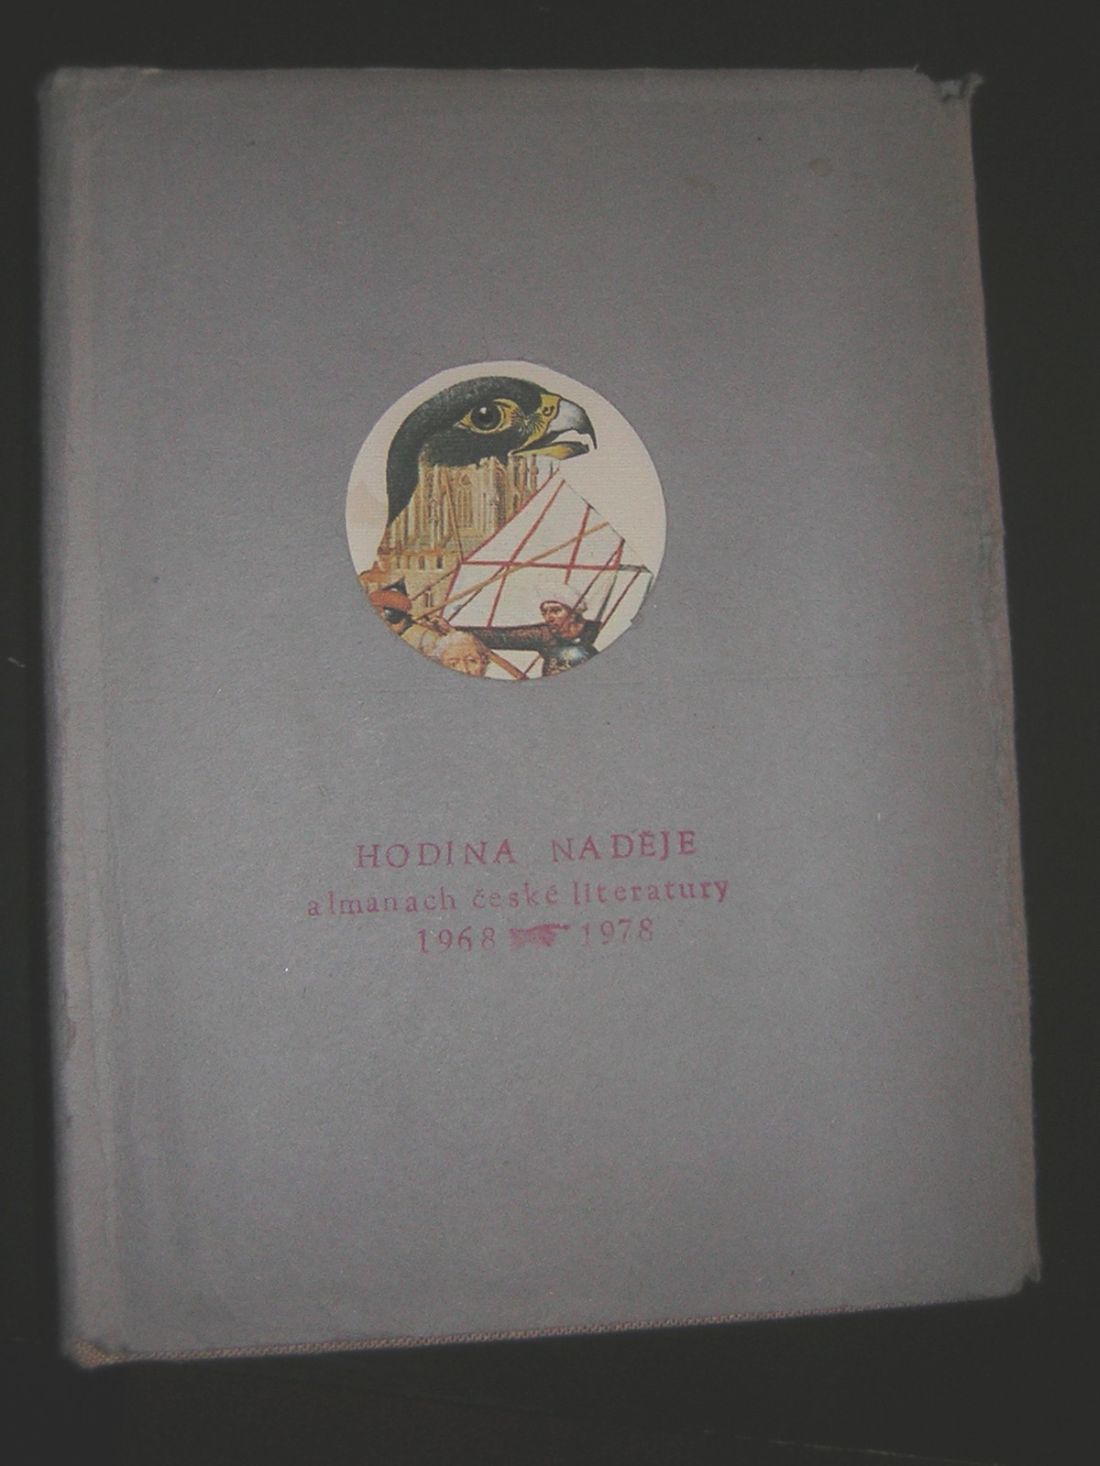 HODINA NADĚJE
almanach české literatury
1968 1978